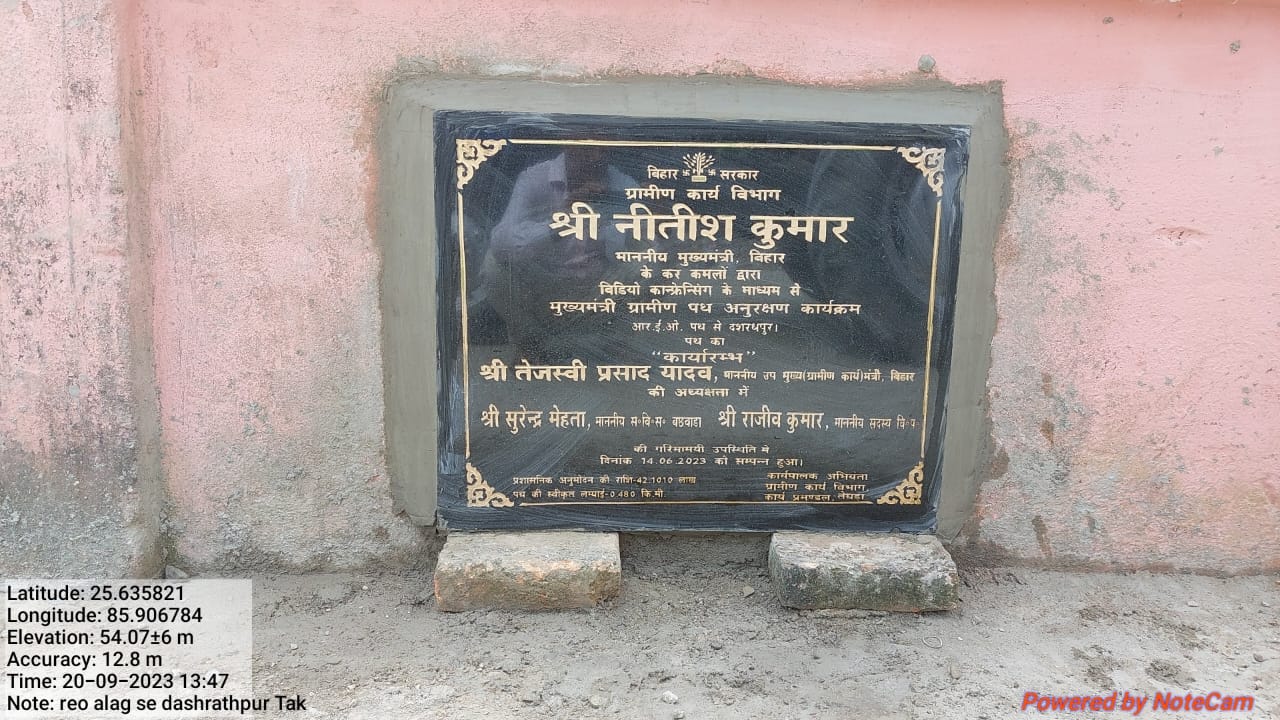 बिहार सरकार
ग्रामीण कार्य विभाग
श्री नीतीश कुमार
माननीय मुख्यमंत्री, बिहार
के कर कमलों द्वारा
विडियो कान्फ्रेन्सिंग के माध्यम से
मुख्यमंत्री ग्रामीण पथ अनुरक्षण कार्यक्रम
आर.ई.ओ. पथ से दशरथपुर।
पथ का
"कार्यारम्भ"
श्री तेजस्वी प्रसाद यादव, माननीय उप मुख्य(ग्रामीण कार्य)मंत्री, बिहार
की अध्यक्षता में
श्री सुरेन्द्र मेहता, माननीय स०वि०स० बछवाडा श्री राजीव कुमार, माननीय सदस्य वि०प
की गरिमामयी उपस्थिति मे
दिनांक 14.06.2023 को सम्पन्न हुआ।
प्रशासनिक अनुमोदन की राशि-42.1010 लाख
पथ की स्वीकृत लम्बाई-0.480 कि.मी.
कार्यपालक अभियंता
ग्रामीण कार्य विभाग,
कार्य प्रमण्डल, तेघड़ा
Latitude: 25.635821
Longitude: 85.906784
Elevation: 54.07±6 m
Accuracy: 12.8 m
Time: 20-09-2023 13:47
Note: reo alag se dashrathpur Tak
Powered by NoteCam